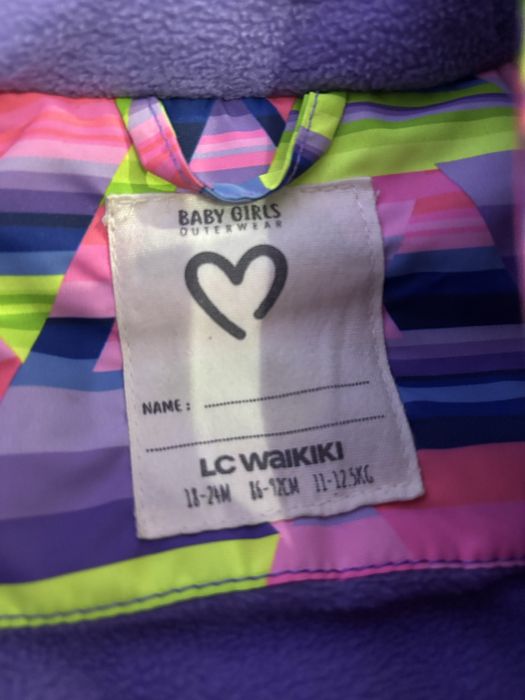 BABY GIRLS
OUTERWEAR
NAME :
LC WAIKIKI
18-24M 86-92CM 11-12.5KG